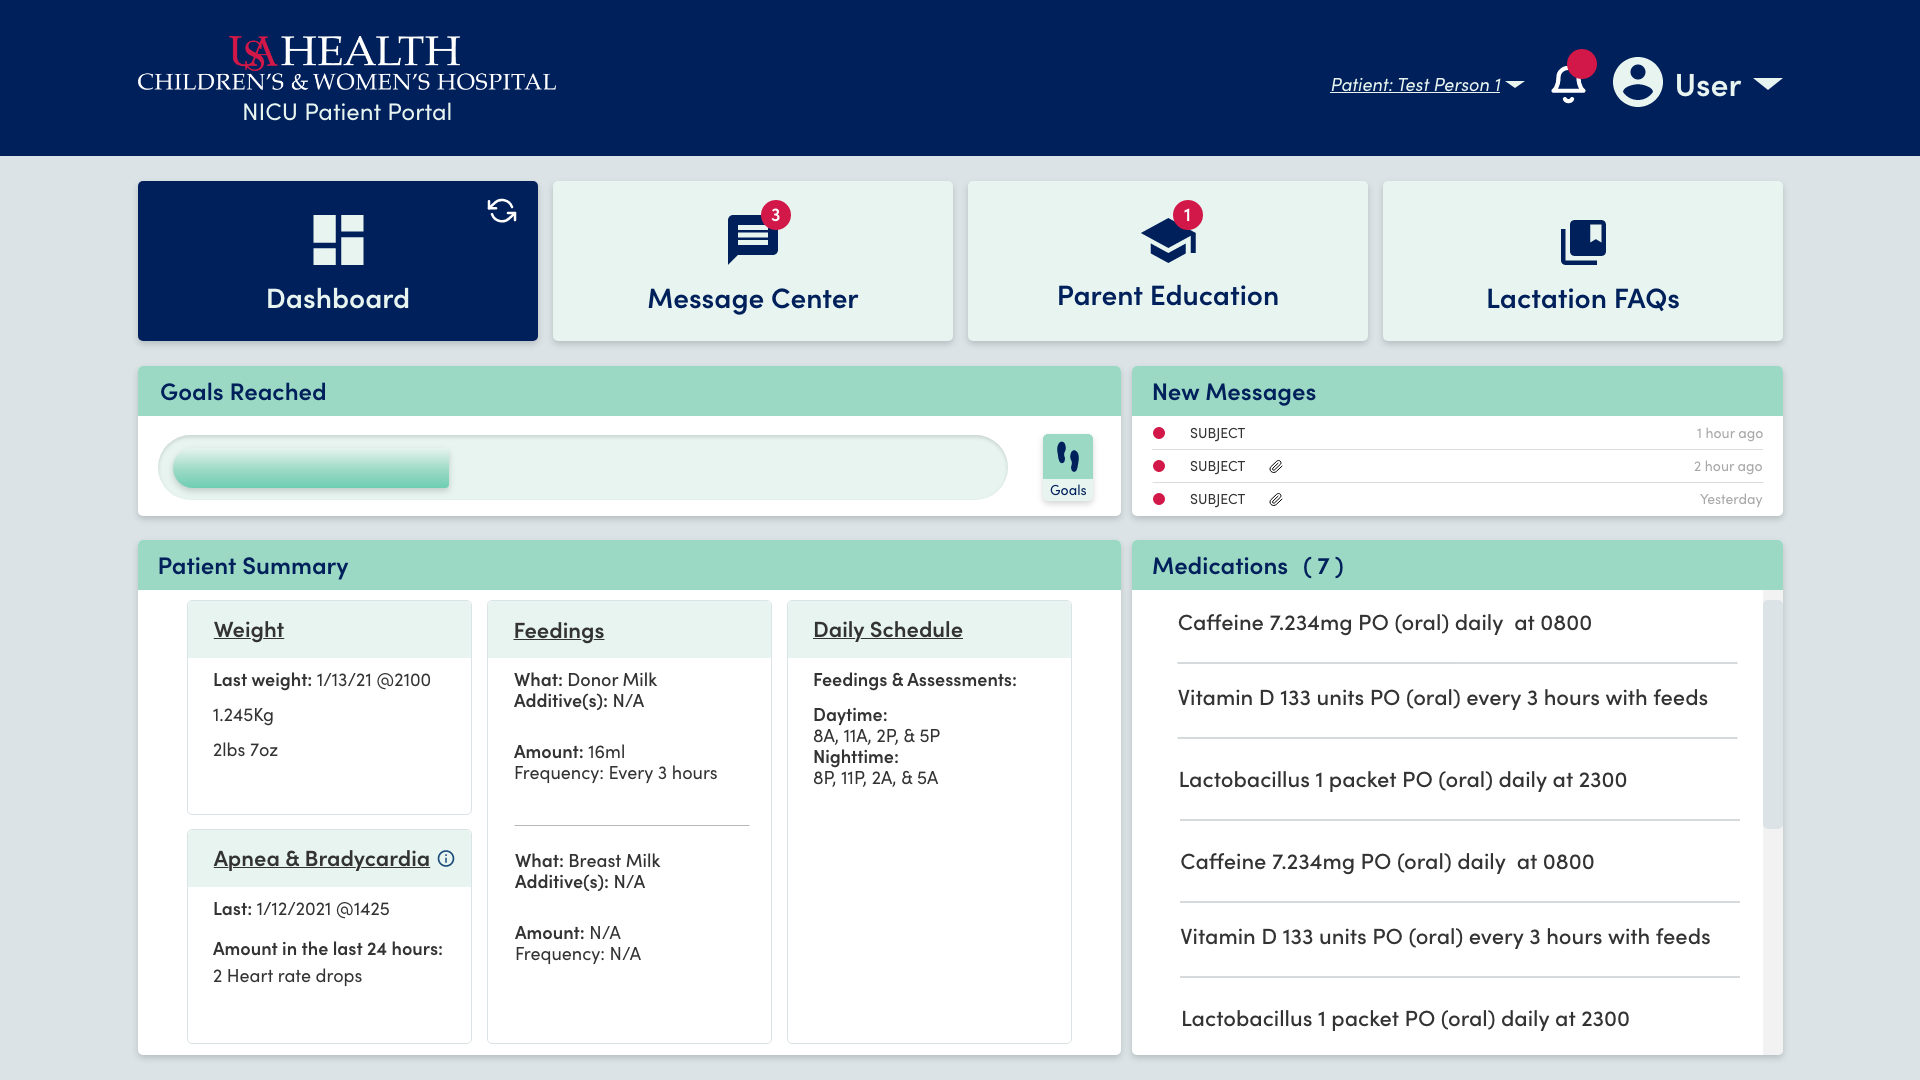 USA HEALTH
CHILDREN'S & WOMEN'S HOSPITAL
NICU Patient Portal
Patient: Test Person 1
User
Dashboard
3
Message Center
1
Parent Education
Lactation FAQs
Goals Reached
Goals
New Messages
SUBJECT 1 hour ago
SUBJECT 2 hour ago
SUBJECT Yesterday
Patient Summary
Weight
Last weight: 1/13/21 @2100
1.245Kg
2lbs 7oz
Apnea & Bradycardia
Last: 1/12/2021 @1425
Amount in the last 24 hours:
2 Heart rate drops
Feedings
What: Donor Milk
Additive(s): N/A
Amount: 16ml
Frequency: Every 3 hours
What: Breast Milk
Additive(s): N/A
Amount: N/A
Frequency: N/A
Daily Schedule
Feedings & Assessments:
Daytime:
8A, 11A, 2P, & 5P
Nighttime:
8P, 11P, 2A, & 5A
Medications ( 7 )
Caffeine 7.234mg PO (oral) daily at 0800
Vitamin D 133 units PO (oral) every 3 hours with feeds
Lactobacillus 1 packet PO (oral) daily at 2300
Caffeine 7.234mg PO (oral) daily at 0800
Vitamin D 133 units PO (oral) every 3 hours with feeds
Lactobacillus 1 packet PO (oral) daily at 2300